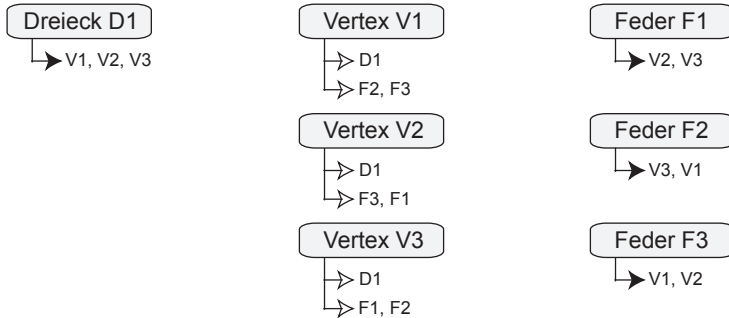 Dreieck D1
V1, V2, V3
Vertex V1
D1
F2, F3
Vertex V2
D1
F3, F1
Vertex V3
D1
F1, F2
Feder F1
V2, V3
Feder F2
V3, V1
Feder F3
V1, V2